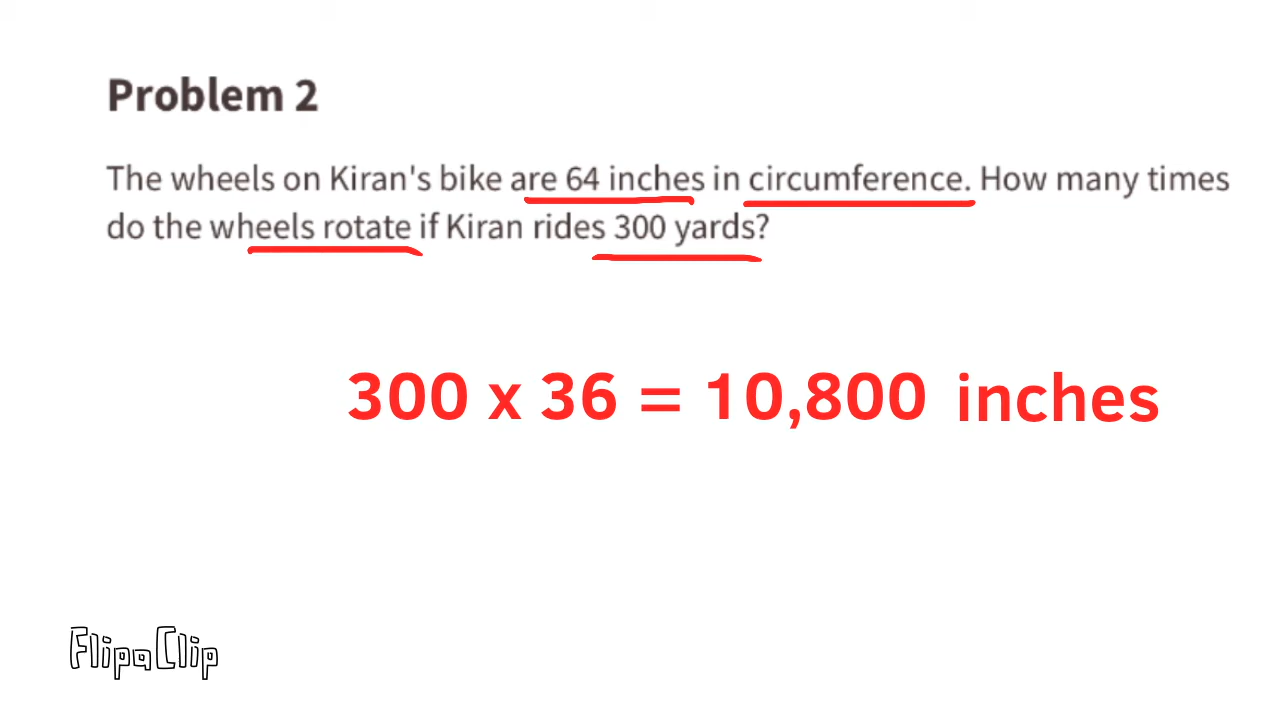 Problem 2
The wheels on Kiran's bike are 64 inches in circumference. How many times
do the wheels rotate if Kiran rides 300 yards?
300 x 36 = 10,800 inches
FlipaClip